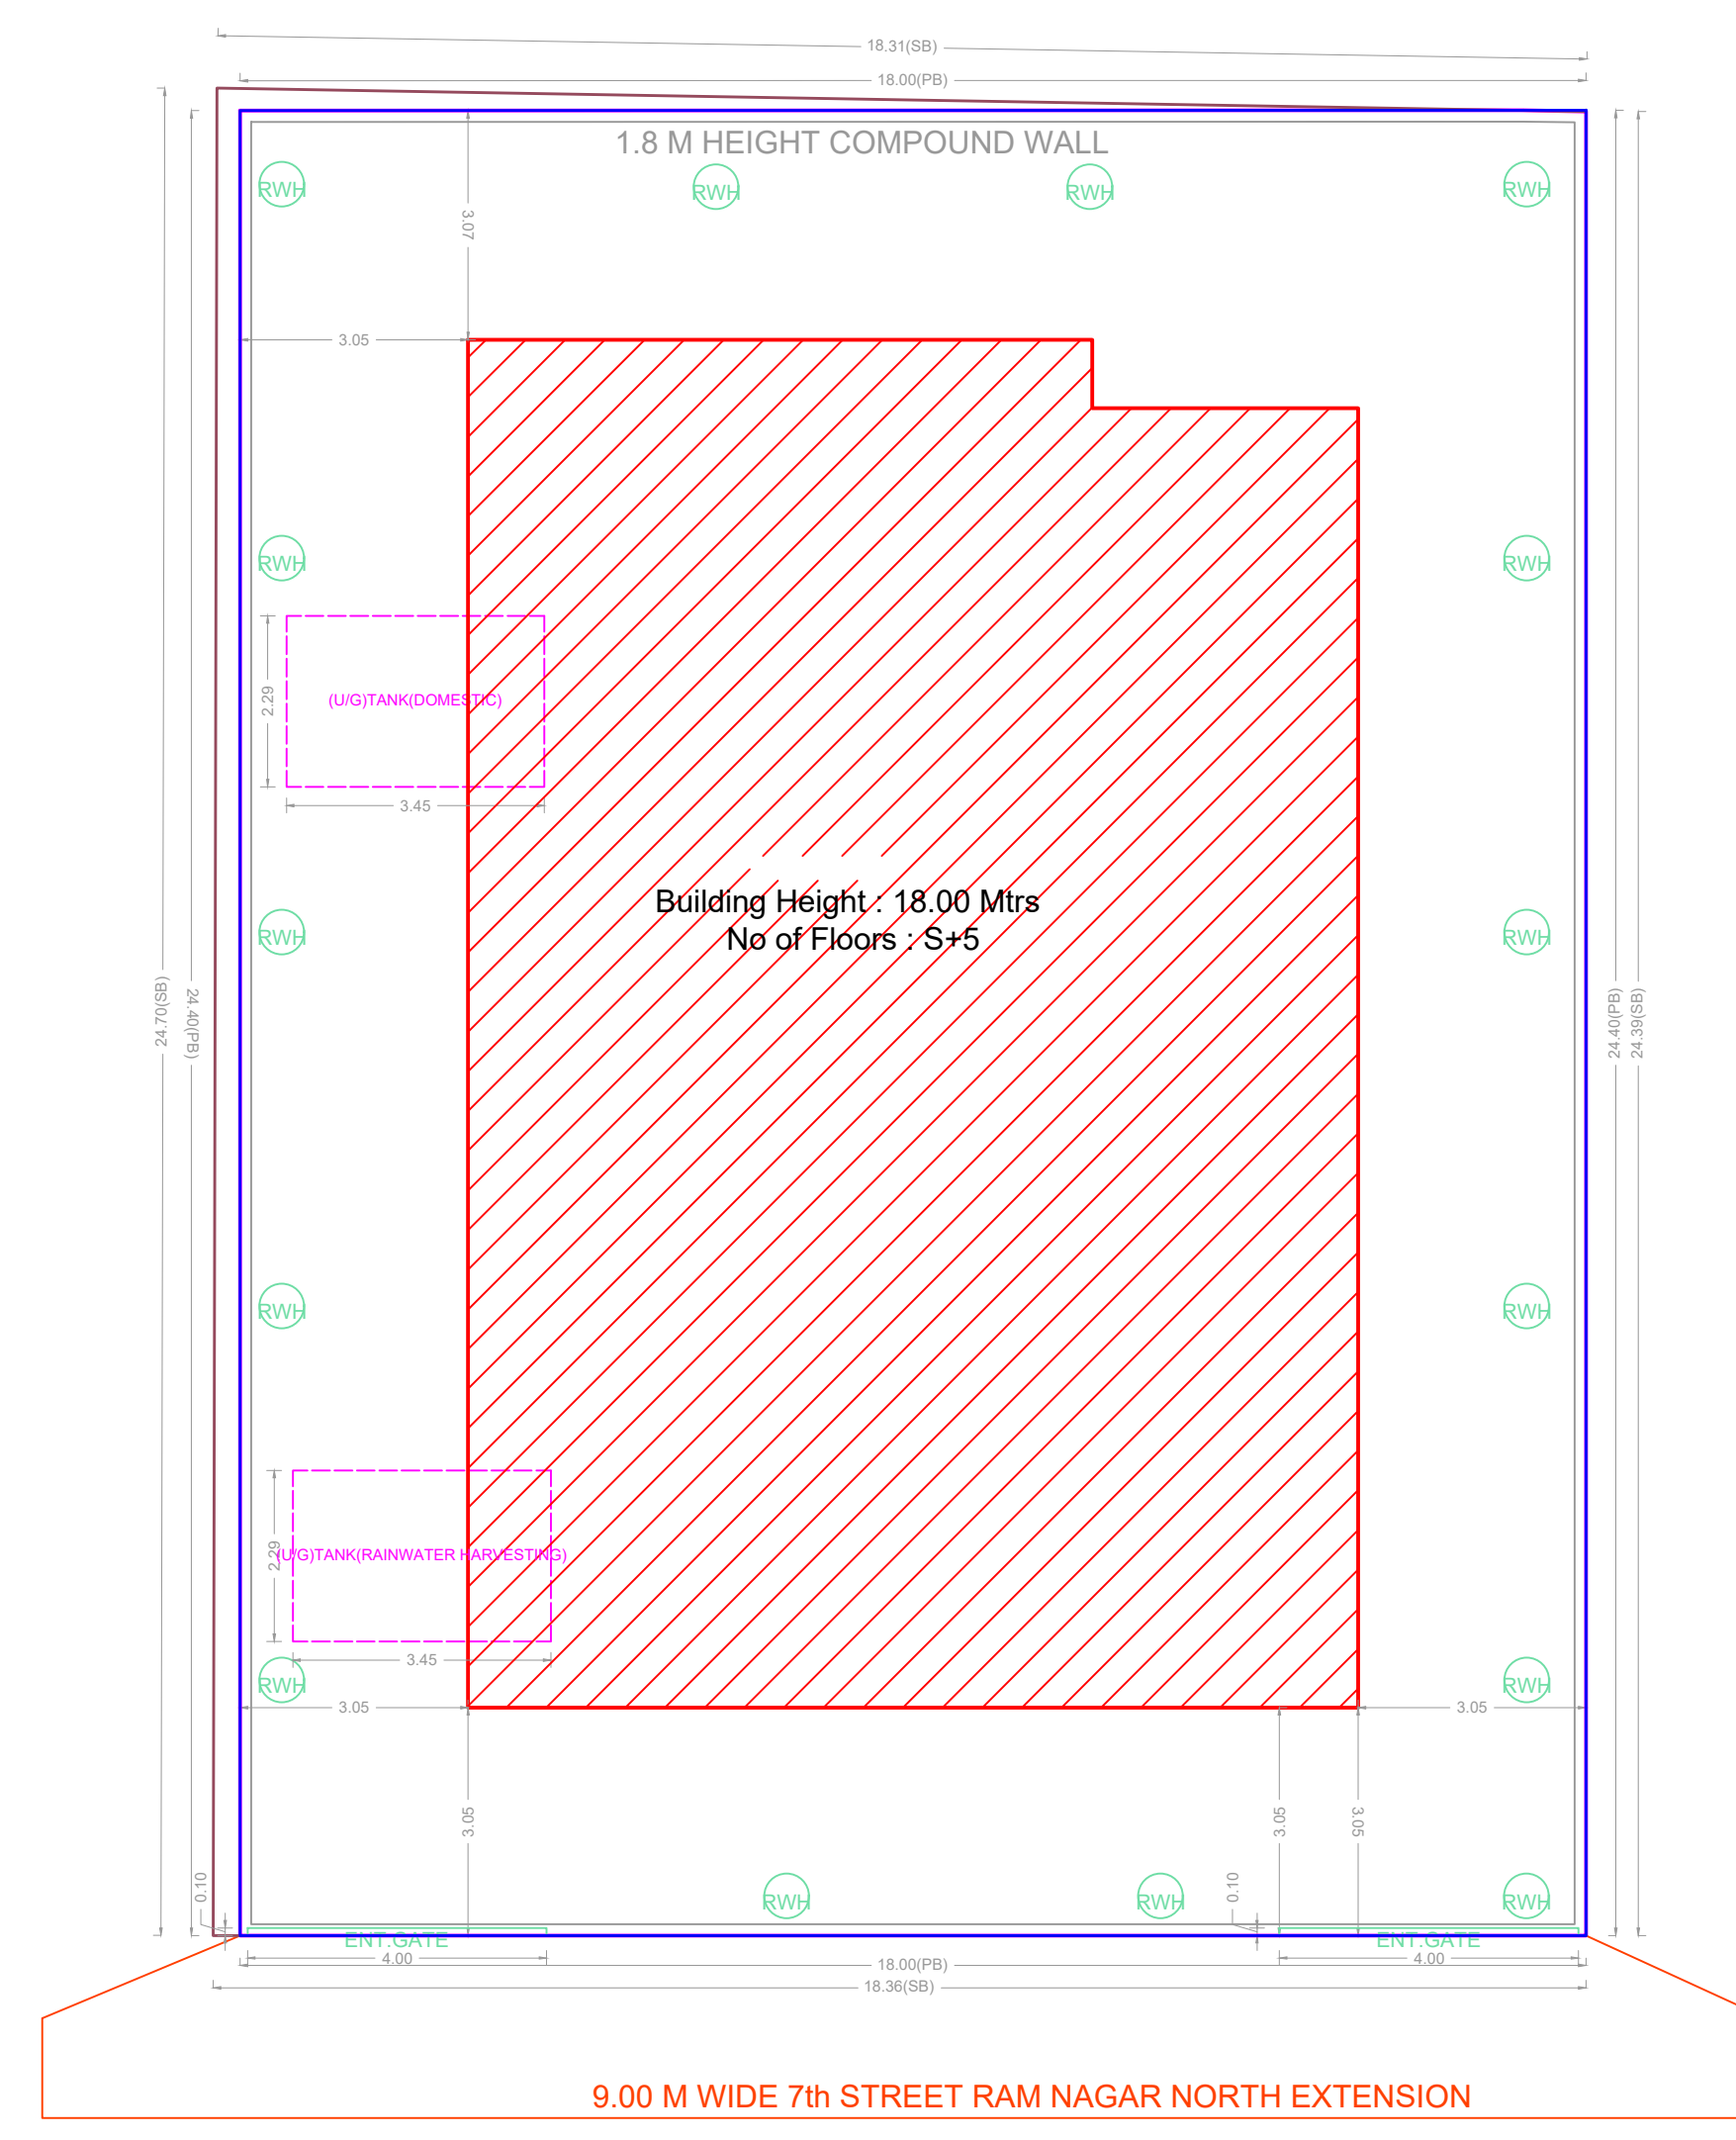 18.31(SB)
18.00(PB)
1.8 M HEIGHT COMPOUND WALL
RWH
RWH
RWH
RWH
3.07
3.05
RWH
RWH
2.29
(U/G)TANK(DOMESTIC)
3.45
Building Height : 18.00 Mtrs
No of Floors : S+5
RWH
RWH
24.70(SB)
24.40(PB)
24.40(PB)
24.39(SB)
RWH
RWH
2.29
(U/G)TANK(RAINWATER HARVESTING)
3.45
RWH
RWH
3.05
3.05
3.05
3.05
3.05
0.10
0.10
RWH
RWH
RWH
ENT.GATE
ENT.GATE
4.00
18.00(PB)
4.00
18.36(SB)
9.00 M WIDE 7th STREET RAM NAGAR NORTH EXTENSION